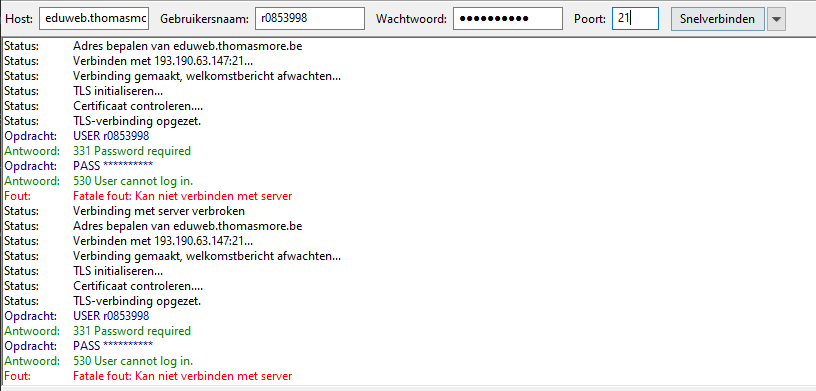 Host: eduweb.thomasmc Gebruikersnaam: r0853998 Wachtwoord: ●●●●●●●●●● Poort: 21 Snelverbinden
Status: Adres bepalen van eduweb.thomasmore.be
Status: Verbinden met 193.190.63.147:21...
Status: Verbinding gemaakt, welkomstbericht afwachten...
Status: TLS initialiseren...
Status: Certificaat controleren....
Status: TLS-verbinding opgezet.
Opdracht: USER r0853998
Antwoord: 331 Password required
Opdracht: PASS **********
Antwoord: 530 User cannot log in.
Fout: Fatale fout: Kan niet verbinden met server
Status: Verbinding met server verbroken
Status: Adres bepalen van eduweb.thomasmore.be
Status: Verbinden met 193.190.63.147:21...
Status: Verbinding gemaakt, welkomstbericht afwachten...
Status: TLS initialiseren...
Status: Certificaat controleren....
Status: TLS-verbinding opgezet.
Opdracht: USER r0853998
Antwoord: 331 Password required
Opdracht: PASS **********
Antwoord: 530 User cannot log in.
Fout: Fatale fout: Kan niet verbinden met server